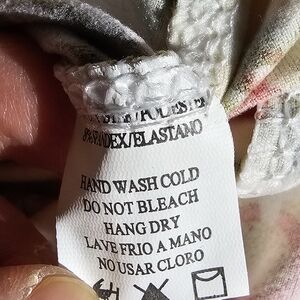 SPANDEX/ELASTANO
HAND WASH COLD
DO NOT BLEACH
HANG DRY
LAVE FRIO A MANO
NO USAR CLORO